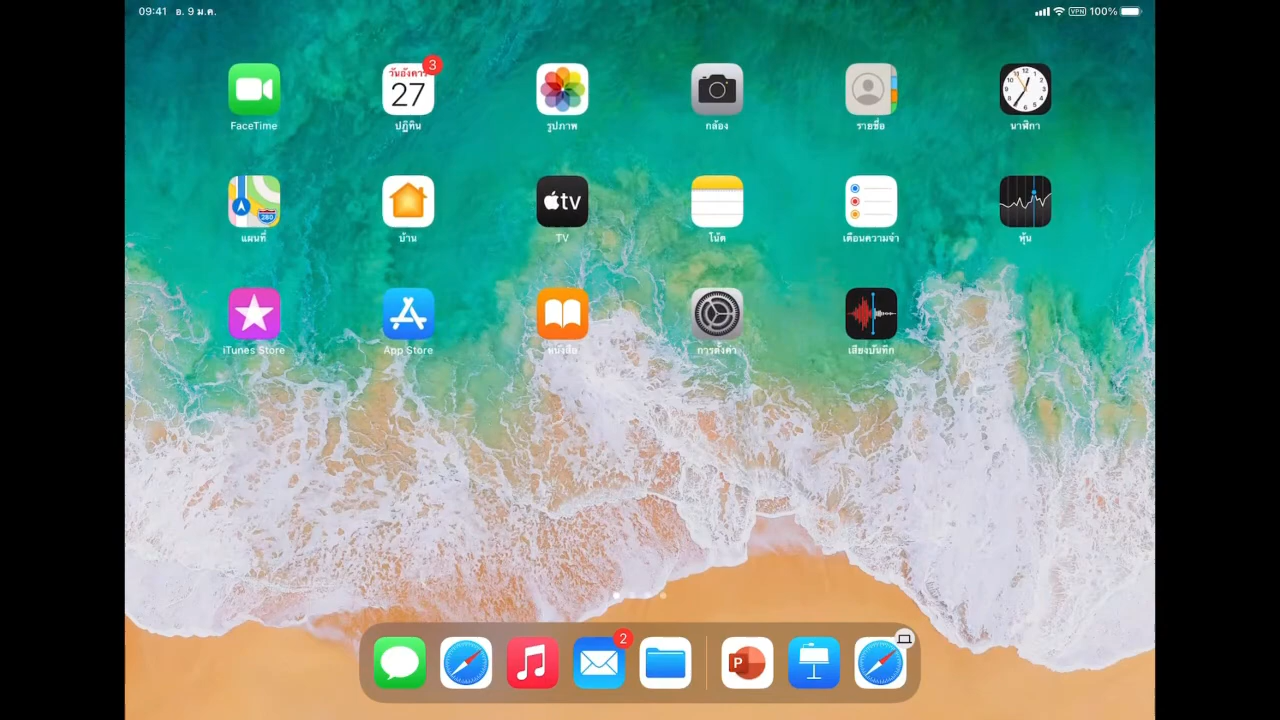 09:41 อ. 9 ม.ค.
VPN 100%
3
วันอังคาร
27
FaceTime
ปฏิทิน
รูปภาพ
กล้อง
รายชื่อ
นาฬิกา
280
tv
แผนที่
บ้าน
TV
โน้ต
เตือนความจำ
หุ้น
iTunes Store
App Store
หนังสือ
การตั้งค่า
เสียงบันทึก
2
P